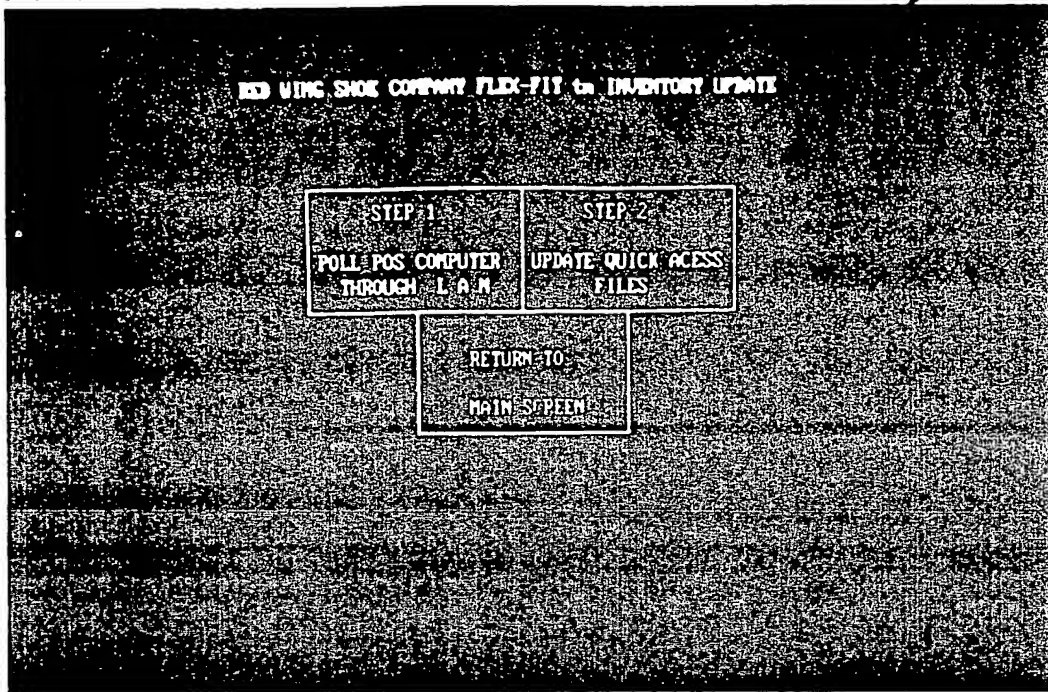 RED WING SHOE COMPANY FLEX-FIT tm INVENTORY UPDATE
STEP 1
POLL POS COMPUTER
THROUGH L A N
STEP 2
UPDATE QUICK ACESS
FILES
RETURN TO
MAIN SCREEN